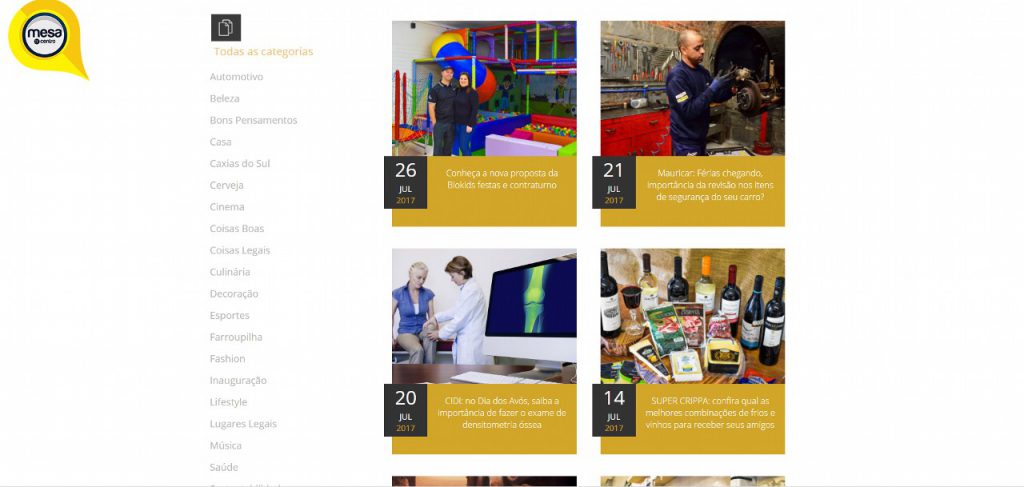 mesa
centro
Todas as categorias
Automotivo
Beleza
Bons Pensamentos
Casa
Caxias do Sul
Cerveja
Cinema
Coisas Boas
Coisas Legais
Culinária
Decoração
Esportes
Farroupilha
Fashion
Inauguração
Lifestyle
Lugares Legais
Música
Saúde
26
JUL
2017
Conheça a nova proposta da
Biokids festas e contraturno
21
JUL
2017
Mauricar: Férias chegando,
importância da revisão nos itens
de segurança do seu carro?
20
JUL
2017
CIDI: no Dia dos Avós, saiba a
importância de fazer o exame de
densitometria óssea
14
JUL
2017
SUPER CRIPPA: confira qual as
melhores combinações de frios e
vinhos para receber seus amigos